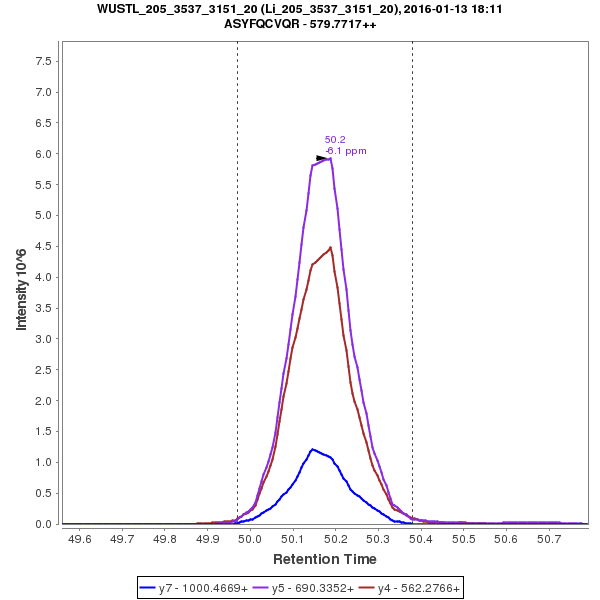 WUSTL_205_3537_3151_20 (Li_205_3537_3151_20), 2016-01-13 18:11
ASYFQCVQR - 579.7717++
7.5
7.0
6.5
6.0
5.5
5.0
4.5
4.0
3.5
3.0
2.5
2.0
1.5
1.0
0.5
0.0
Intensity 10^6
50.2
-6.1 ppm
49.6 49.7 49.8 49.9 50.0 50.1 50.2 50.3 50.4 50.5 50.6 50.7
Retention Time
y7 - 1000.4669+ y5 - 690.3352+ y4 - 562.2766+